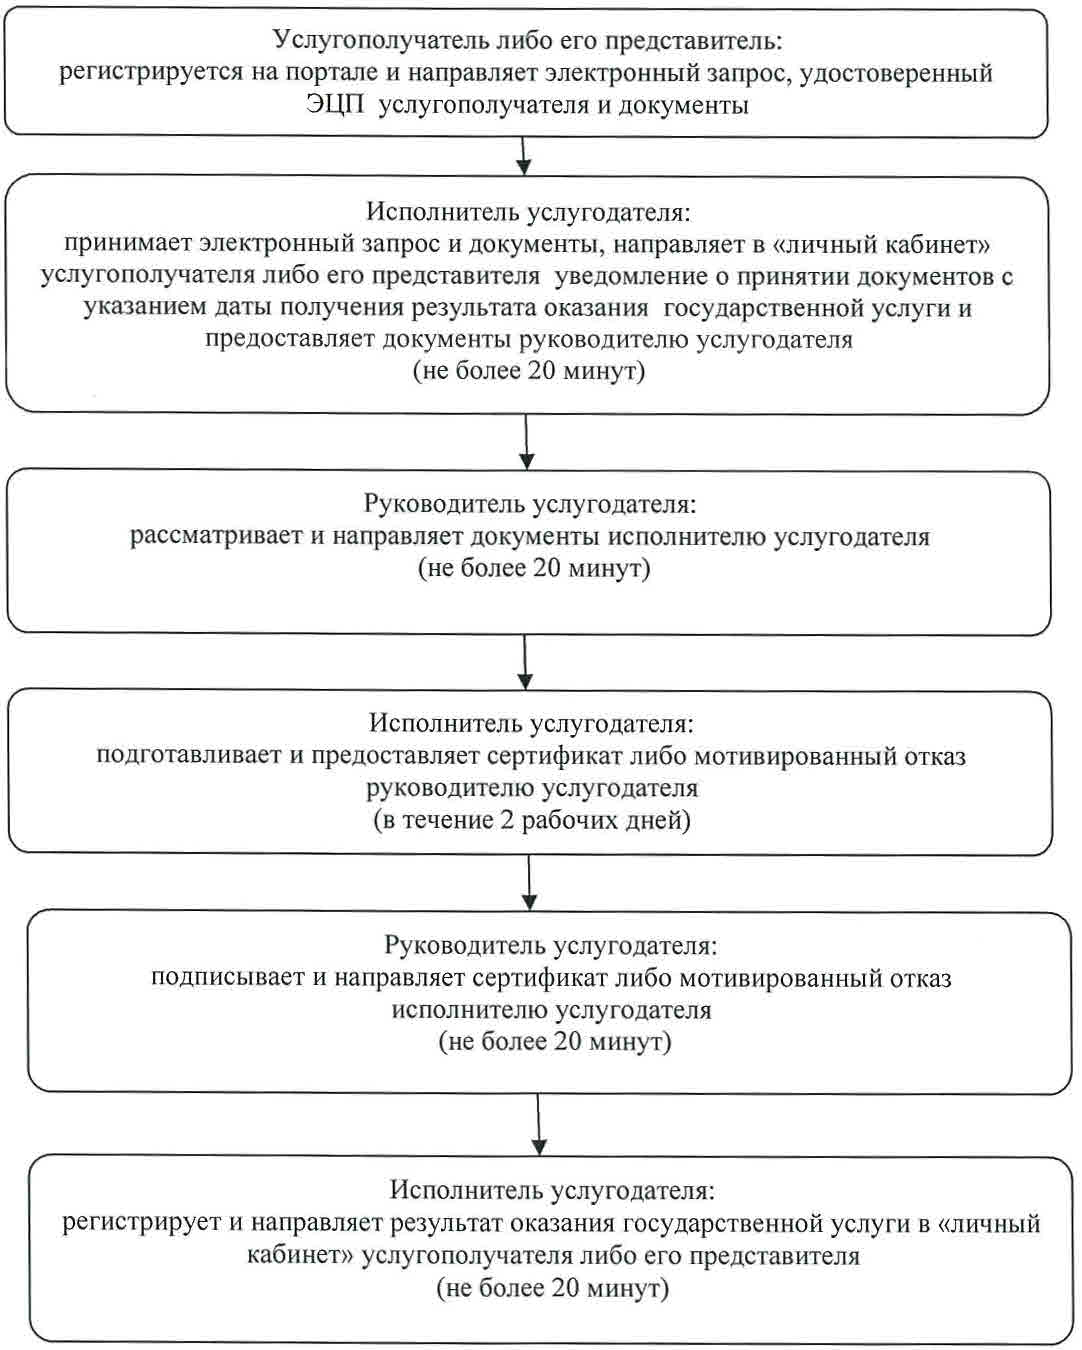 Услугополучатель либо его представитель:
регистрируется на портале и направляет электронный запрос, удостоверенный
ЭЦП услугополучателя и документы
Исполнитель услугодателя:
принимает электронный запрос и документы, направляет в «личный кабинет»
услугополучателя либо его представителя уведомление о принятии документов с
указанием даты получения результата оказания государственной услуги и
предоставляет документы руководителю услугодателя
(не более 20 минут)
Руководитель услугодателя:
рассматривает и направляет документы исполнителю услугодателя
(не более 20 минут)
Исполнитель услугодателя:
подготавливает и предоставляет сертификат либо мотивированный отказ
руководителю услугодателя
(в течение 2 рабочих дней)
Руководитель услугодателя:
подписывает и направляет сертификат либо мотивированный отказ
исполнителю услугодателя
(не более 20 минут)
Исполнитель услугодателя:
регистрирует и направляет результат оказания государственной услуги в «личный
кабинет» услугополучателя либо его представителя
(не более 20 минут)